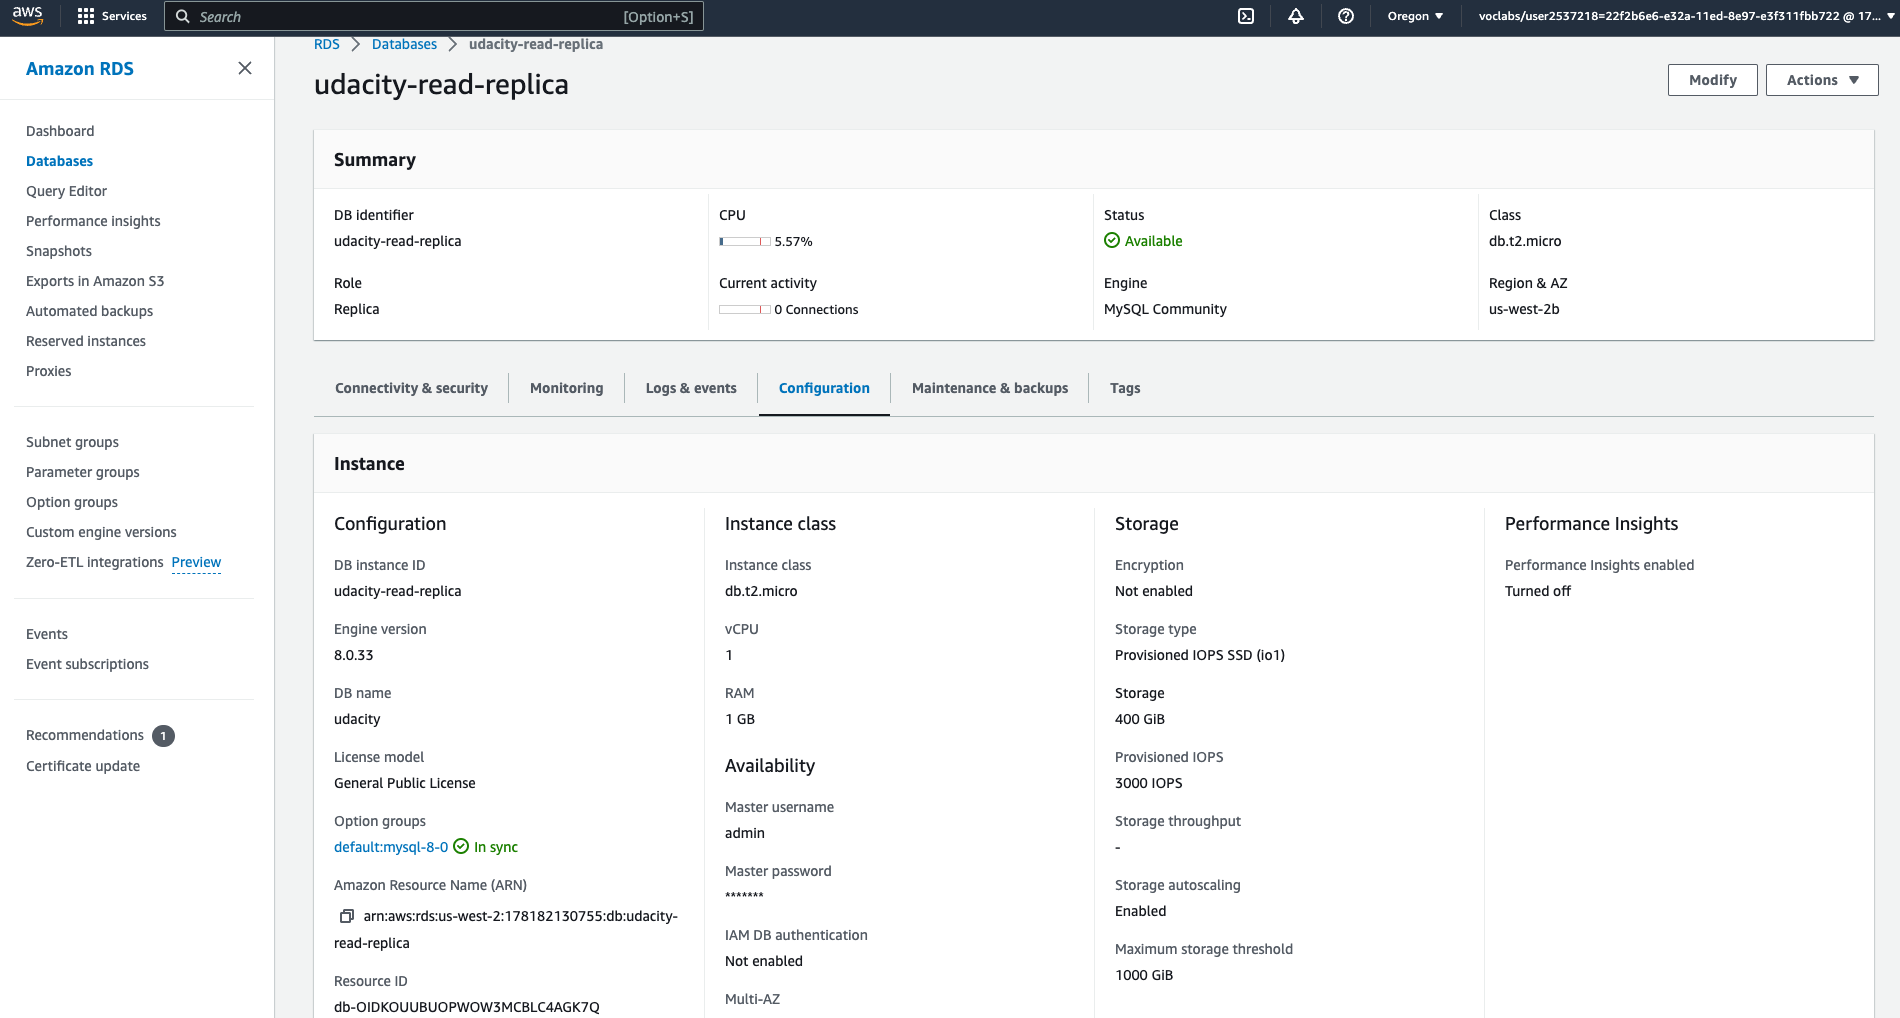 aws
Services
Search
[Option+S]
Oregon
voclabs/user2537218=22f2b6e6-e32a-11ed-8e97-e3f311fbb722 @ 17...
Amazon RDS
Dashboard
Databases
Query Editor
Performance insights
Snapshots
Exports in Amazon S3
Automated backups
Reserved instances
Proxies
Subnet groups
Parameter groups
Option groups
Custom engine versions
Zero-ETL integrations Preview
Events
Event subscriptions
Recommendations 1
Certificate update
RDS > Databases > udacity-read-replica
udacity-read-replica
Modify
Actions
Summary
DB identifier
udacity-read-replica
Role
Replica
CPU
5.57%
Current activity
0 Connections
Status
Available
Engine
MySQL Community
Class
db.t2.micro
Region & AZ
us-west-2b
Connectivity & security
Monitoring
Logs & events
Configuration
Maintenance & backups
Tags
Instance
Configuration
DB instance ID
udacity-read-replica
Engine version
8.0.33
DB name
udacity
License model
General Public License
Option groups
default:mysql-8-0 In sync
Amazon Resource Name (ARN)
arn:aws:rds:us-west-2:178182130755:db:udacity-
read-replica
Resource ID
db-OIDKOUUBUOPWOW3MCBLC4AGK7Q
Instance class
Instance class
db.t2.micro
vCPU
1
RAM
1 GB
Availability
Master username
admin
Master password
*******
IAM DB authentication
Not enabled
Multi-AZ
Storage
Encryption
Not enabled
Storage type
Provisioned IOPS SSD (io1)
Storage
400 GiB
Provisioned IOPS
3000 IOPS
Storage throughput
-
Storage autoscaling
Enabled
Maximum storage threshold
1000 GiB
Performance Insights
Performance Insights enabled
Turned off